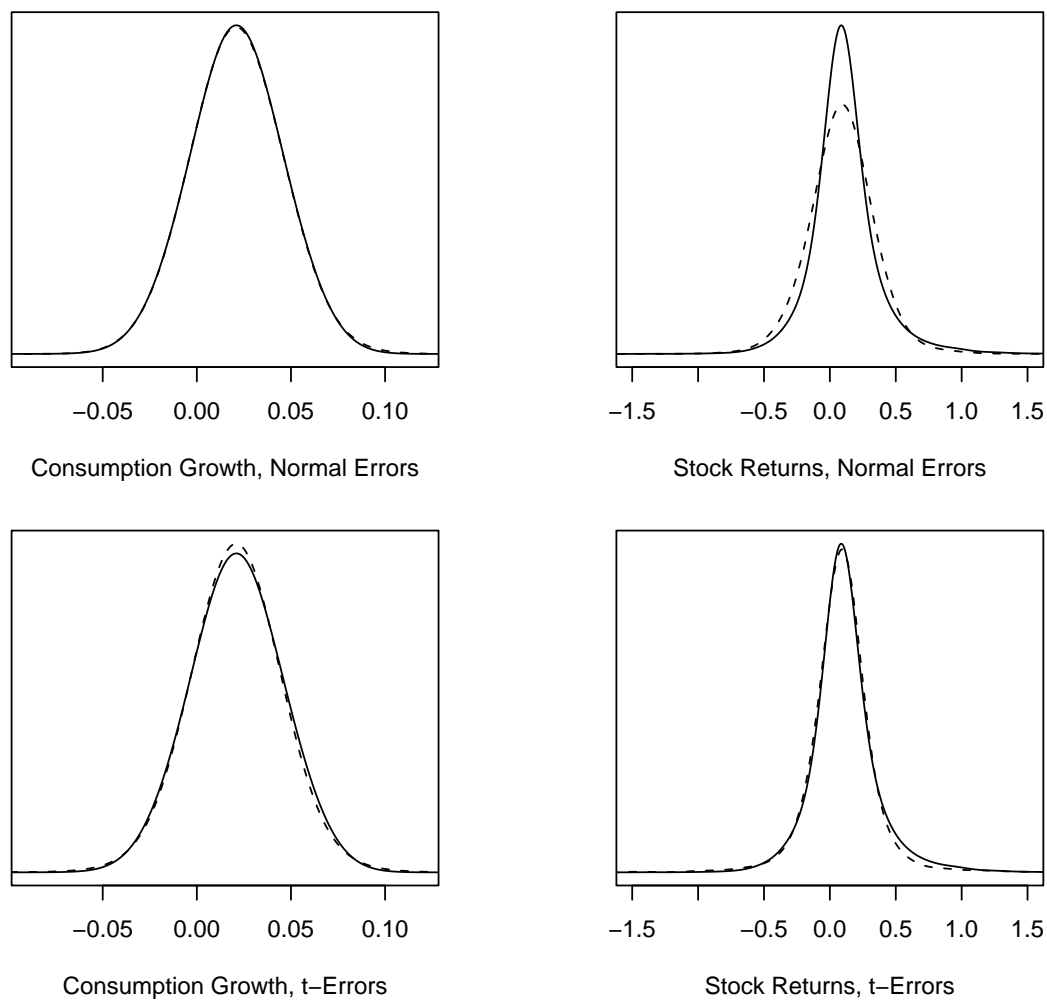 −0.05 0.00 0.05 0.10
Consumption Growth, Normal Errors
−1.5 −0.5 0.0 0.5 1.0 1.5
Stock Returns, Normal Errors
−0.05 0.00 0.05 0.10
Consumption Growth, t−Errors
−1.5 −0.5 0.0 0.5 1.0 1.5
Stock Returns, t−Errors